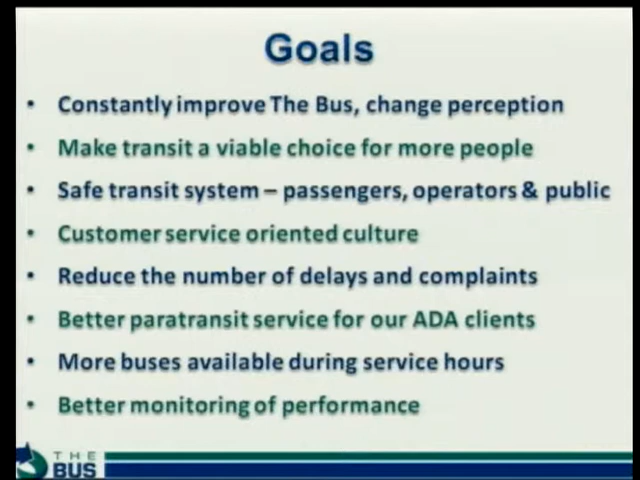 Goals
• Constantly improve The Bus, change perception
• Make transit a viable choice for more people
• Safe transit system – passengers, operators & public
• Customer service oriented culture
• Reduce the number of delays and complaints
• Better paratransit service for our ADA clients
• More buses available during service hours
• Better monitoring of performance
THE
BUS